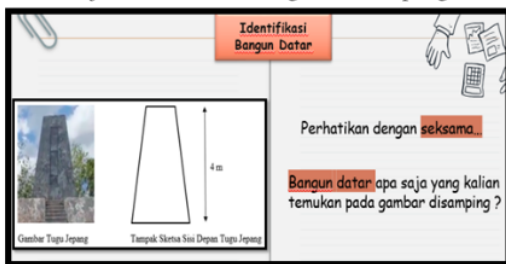 Identifikasi
Bangun Datar
Perhatikan dengan seksama...
4 m
Bangun datar apa saja yang kalian
temukan pada gambar disamping ?
Gambar Tugu Jepang
Tampak Sketsa Sisi Depan Tugu Jepang